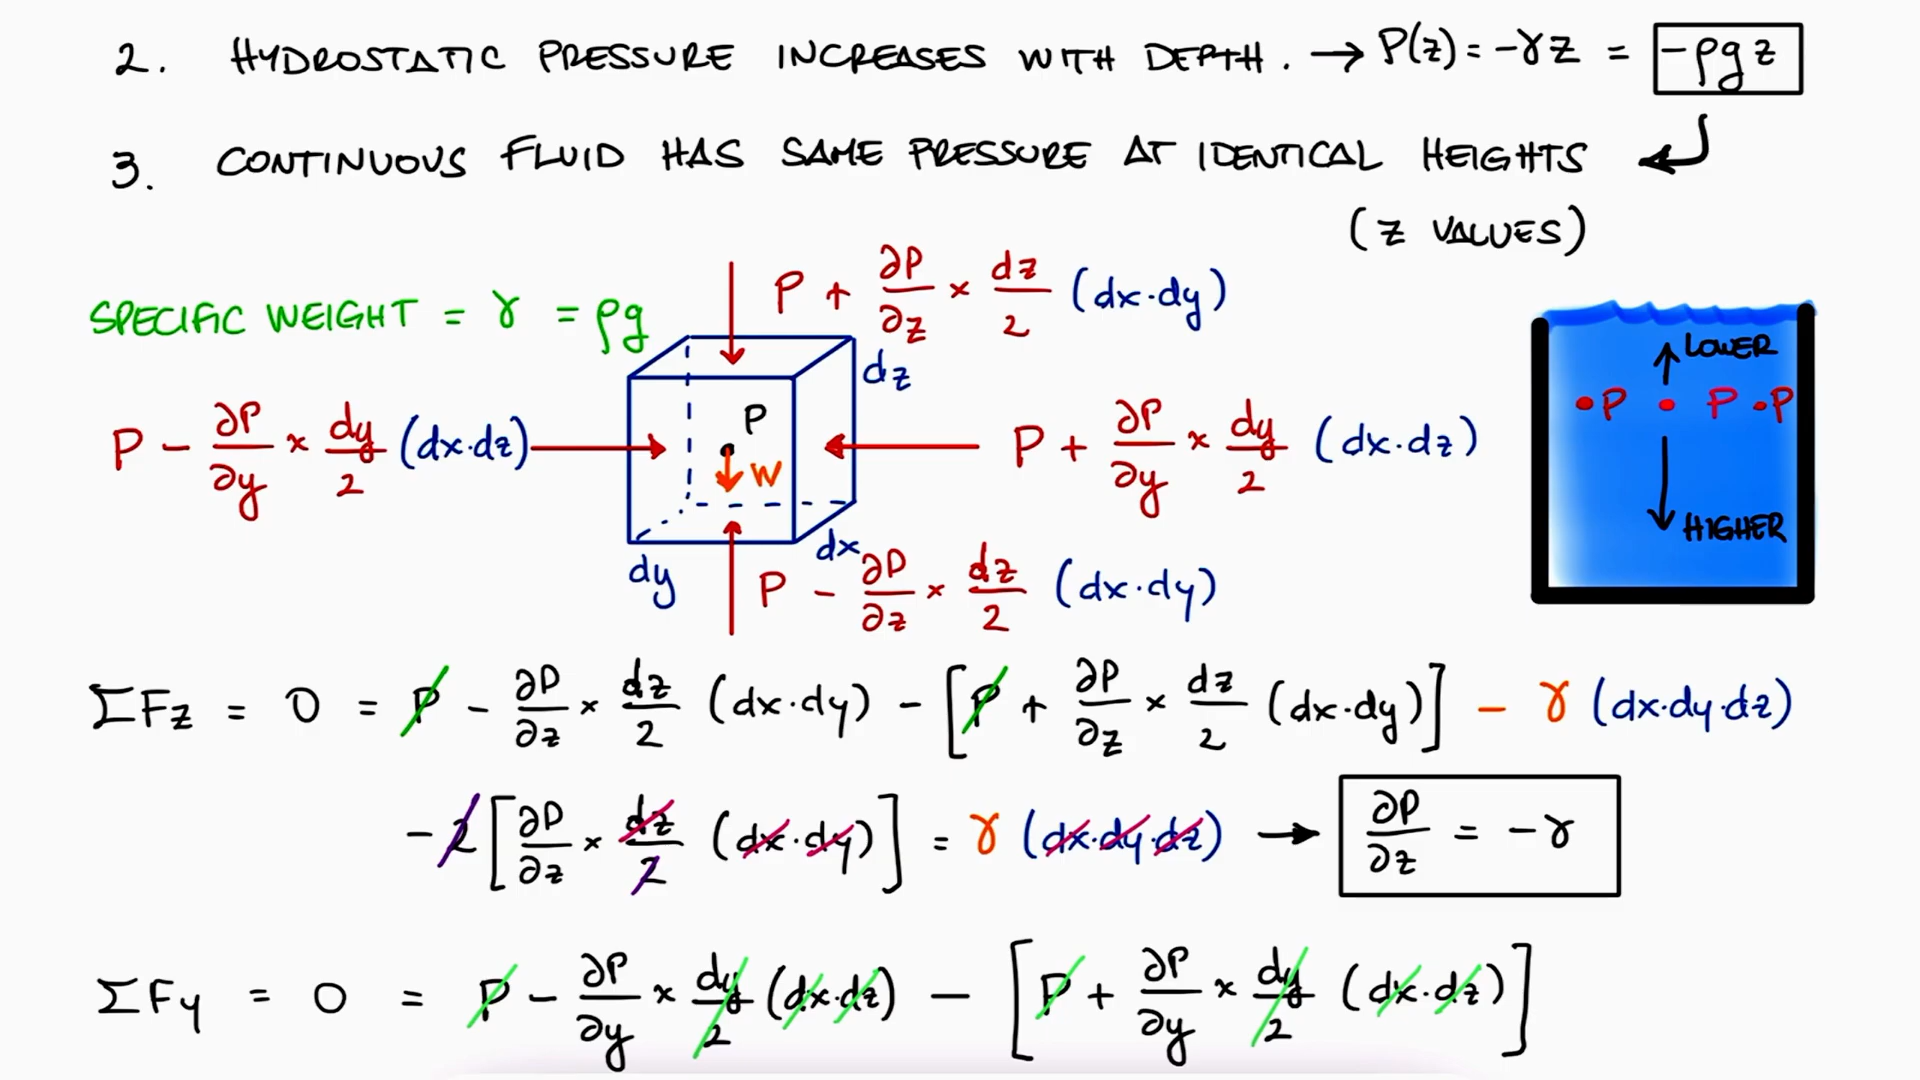 2. HYDROSTATIC PRESSURE INCREASES WITH DEPTH. → P(z) = -γz = -ρgz
3. CONTINUOUS FLUID HAS SAME PRESSURE AT IDENTICAL HEIGHTS
(Z VALUES)
P + ∂P/∂z × dz/2 (dx·dy)
SPECIFIC WEIGHT = γ = ρg
dz
P - ∂P/∂y × dy/2 (dx·dz)
P
W
P + ∂P/∂y × dy/2 (dx·dz)
dx
dy
P - ∂P/∂z × dz/2 (dx·dy)
LOWER
P P P
HIGHER
ΣFz = 0 = P - ∂P/∂z × dz/2 (dx·dy) - [P + ∂P/∂z × dz/2 (dx·dy)] - γ (dx·dy·dz)
-2[∂P/∂z × dz/2 (dx·dy)] = γ (dx·dy·dz) → ∂P/∂z = -γ
ΣFy = 0 = P - ∂P/∂y × dy/2 (dx·dz) - [P + ∂P/∂y × dy/2 (dx·dz)]